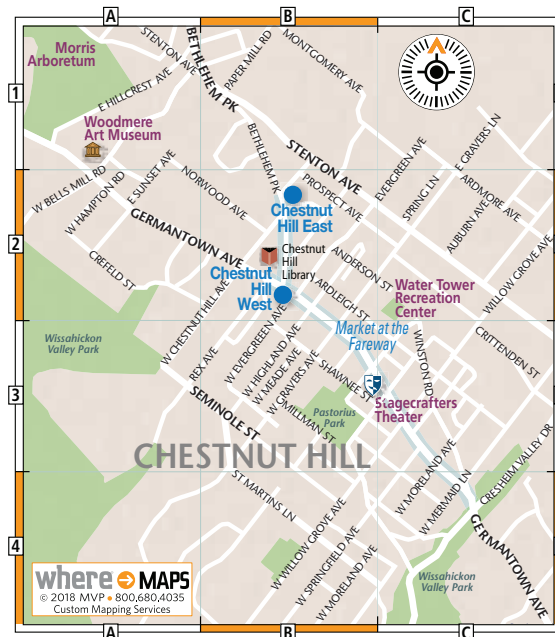 A
B
C
1
2
3
4
Morris
Arboretum
STENTON AVE
BETHLEHEM PK
PAPER MILL RD
MONTGOMERY AVE
E HILLCREST AVE
Woodmere
Art Museum
BETHLEHEM PK
STENTON AVE
E GRAVERS LN
W BELLS MILL RD
W HAMPTON RD
E SUNSET AVE
NORWOOD AVE
PROSPECT AVE
EVERGREEN AVE
SPRING LN
ARDMORE AVE
AUBURN AVE
WILLOW GROVE AVE
Chestnut
Hill East
GERMANTOWN AVE
Chestnut
Hill
Library
ANDERSON ST
ARDLEIGH ST
CREFELD ST
Chestnut
Hill
West
Water Tower
Recreation
Center
W CHESTNUT HILL AVE
Market at the
Fareway
CRITTENDEN ST
Wissahickon
Valley Park
REX AVE
W EVERGREEN AVE
W HIGHLAND AVE
W MEADE AVE
W GRAVERS AVE
SHAWNEE ST
WINSTON RD
SEMINOLE ST
MILLMAN ST
Pastorius
Park
Stagecrafters
Theater
CHESTNUT HILL
ST MARTINS LN
W MORELAND AVE
W MERMAID LN
CRESHEIM VALLEY DR
W WILLOW GROVE AVE
W SPRINGFIELD AVE
W MORELAND AVE
GERMANTOWN AVE
Wissahickon
Valley Park
where MAPS
© 2018 MVP • 800,680,4035
Custom Mapping Services
A
B
C